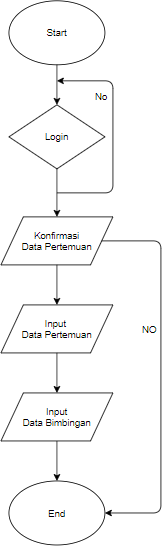 Start
No
Login
Konfirmasi
Data Pertemuan
Input
Data Pertemuan
NO
Input
Data Bimbingan
End